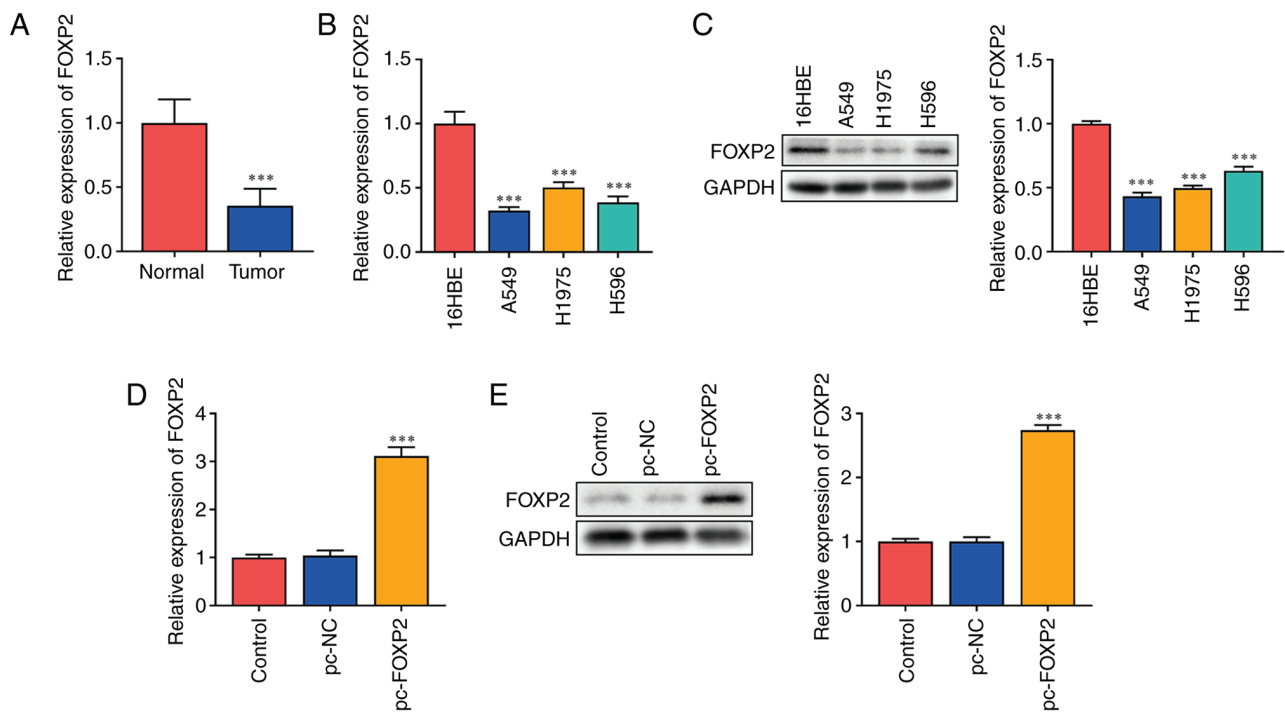 A
Relative expression of FOXP2
1.5
1.0
0.5
0.0
***
Normal
Tumor
B
Relative expression of FOXP2
1.5
1.0
0.5
0.0
***
***
***
16HBE
A549
H1975
H596
C
16HBE
A549
H1975
H596
FOXP2
GAPDH
Relative expression of FOXP2
1.5
1.0
0.5
0.0
***
***
***
16HBE
A549
H1975
H596
D
Relative expression of FOXP2
4
3
2
1
0
***
Control
pc-NC
pc-FOXP2
E
Control
pc-NC
pc-FOXP2
FOXP2
GAPDH
Relative expression of FOXP2
3
2
1
0
***
Control
pc-NC
pc-FOXP2